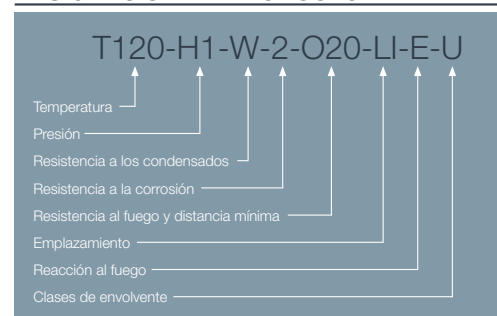 T120-H1-W-2-O20-LI-E-U
Temperatura
Presión
Resistencia a los condensados
Resistencia a la corrosión
Resistencia al fuego y distancia mínima
Emplazamiento
Reacción al fuego
Clases de envolvente